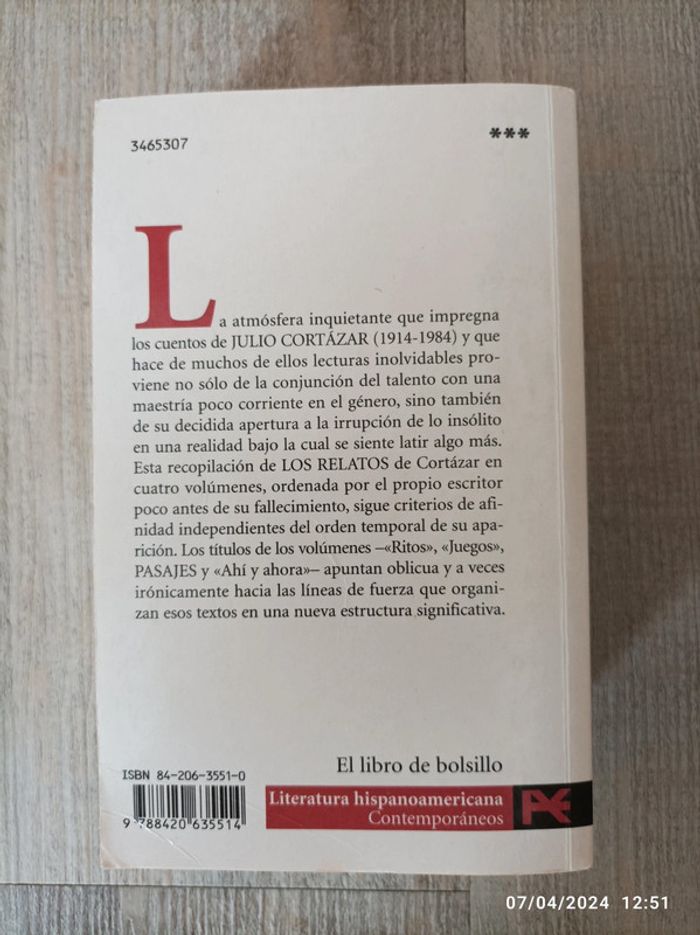 3465307
***
La atmósfera inquietante que impregna
los cuentos de JULIO CORTÁZAR (1914-1984) y que
hace de muchos de ellos lecturas inolvidables pro-
viene no sólo de la conjunción del talento con una
maestría poco corriente en el género, sino también
de su decidida apertura a la irrupción de lo insólito
en una realidad bajo la cual se siente latir algo más.
Esta recopilación de LOS RELATOS de Cortázar en
cuatro volúmenes, ordenada por el propio escritor
poco antes de su fallecimiento, sigue criterios de afi-
nidad independientes del orden temporal de su apa-
rición. Los títulos de los volúmenes –«Ritos», «Juegos»,
PASAJES y «Ahí y ahora»– apuntan oblicua y a veces
irónicamente hacia las líneas de fuerza que organi-
zan esos textos en una nueva estructura significativa.
El libro de bolsillo
ISBN 84-206-3551-0
Literatura hispanoamericana
Contemporáneos
9 788420 635514
07/04/2024 12:51